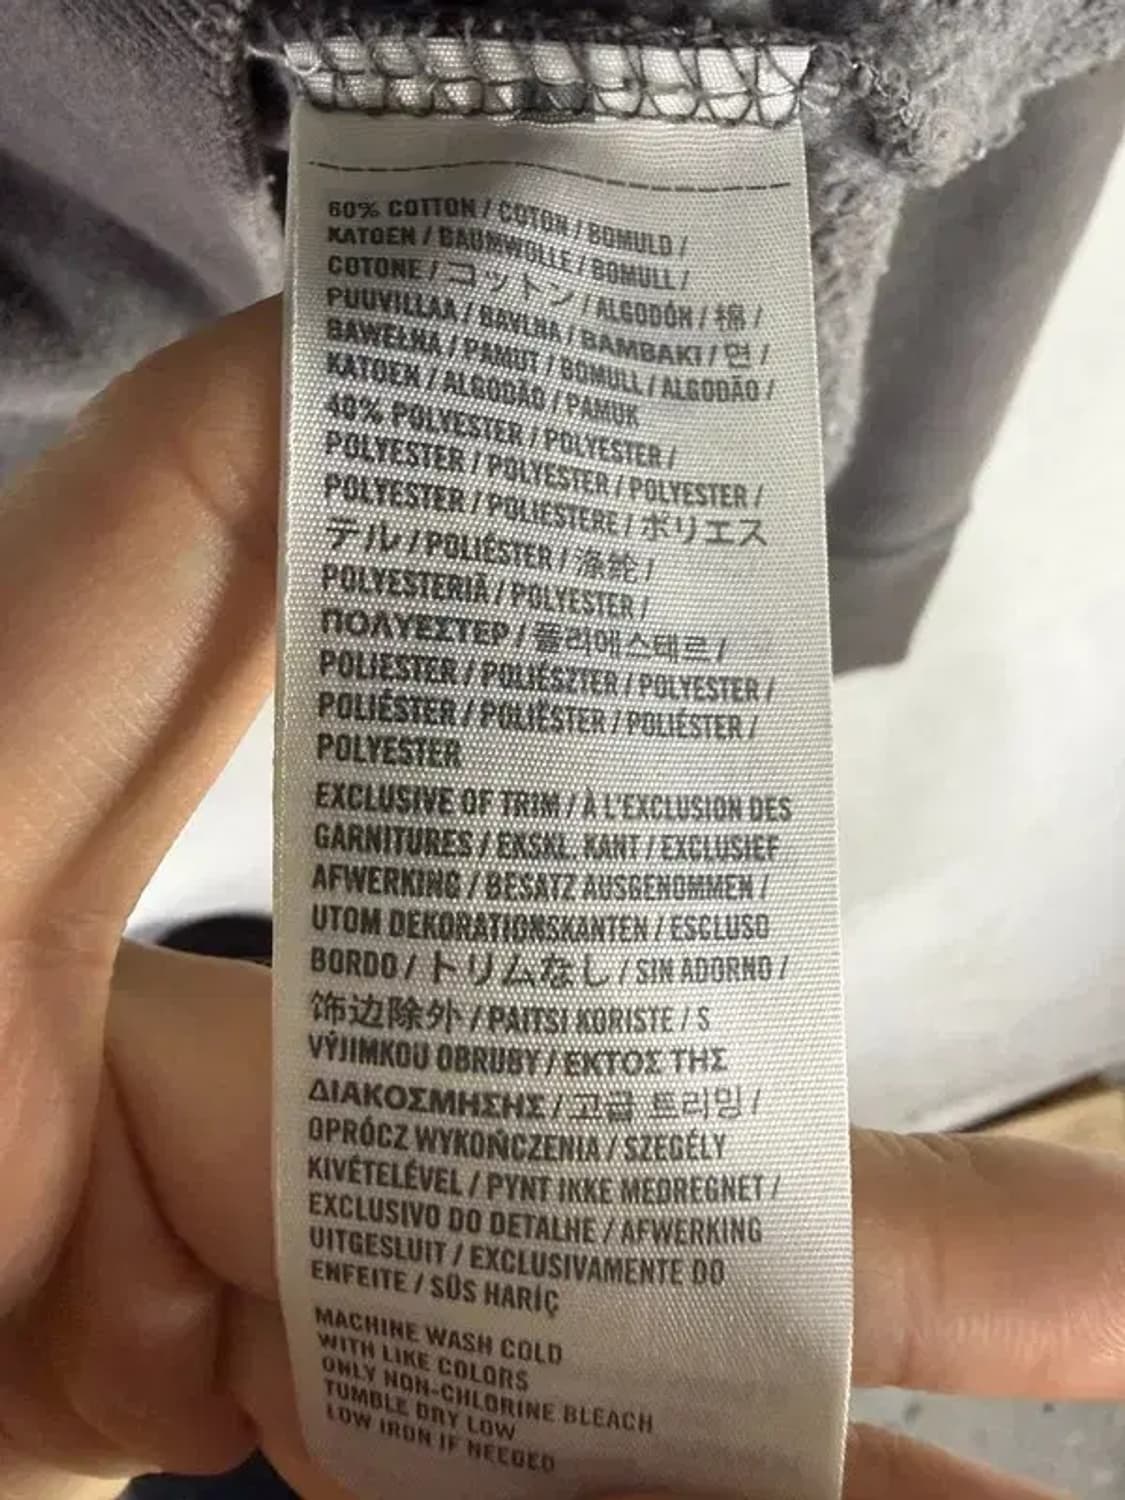 60% COTTON / COTON / BOMULD /
KATOEN / BAUMWOLLE / BOMULL /
COTONE / コットン / ALGODÓN / 棉 /
PUUVILLAA / BAVLNA / BAMBAKI / 면 /
BAWEŁNA / PAMUT / BOMULL / ALGODÃO /
KATOEN / ALGODÃO / PAMUK
40% POLYESTER / POLYESTER /
POLYESTER / POLYESTER / POLYESTER /
POLYESTER / POLIESTERE / ポリエス
テル / POLIÉSTER / 涤纶 /
POLYESTERIÄ / POLYESTER /
ΠΟΛΥΕΣΤΕΡ / 폴리에스테르 /
POLIESTER / POLIÉSZTER / POLYESTER /
POLIÉSTER / POLIËSTER / POLIÉSTER /
POLYESTER
EXCLUSIVE OF TRIM / À L'EXCLUSION DES
GARNITURES / EKSKL. KANT / EXCLUSIEF
AFWERKING / BESATZ AUSGENOMMEN /
UTOM DEKORATIONSKANTEN / ESCLUSO
BORDO / トリムなし / SIN ADORNO /
饰边除外 / PAITSI KORISTE / S
VÝJIMKOU OBRUBY / ΕΚΤΟΣ ΤΗΣ
ΔΙΑΚΟΣΜΗΣΗΣ / 고급 트리밍 /
OPRÓCZ WYKOŃCZENIA / SZEGÉLY
KIVÉTELÉVEL / PYNT IKKE MEDREGNET /
EXCLUSIVO DO DETALHE / AFWERKING
UITGESLUIT / EXCLUSIVAMENTE DO
ENFEITE / SÜS HARİÇ
MACHINE WASH COLD
WITH LIKE COLORS
ONLY NON-CHLORINE BLEACH
TUMBLE DRY LOW
LOW IRON IF NEEDED